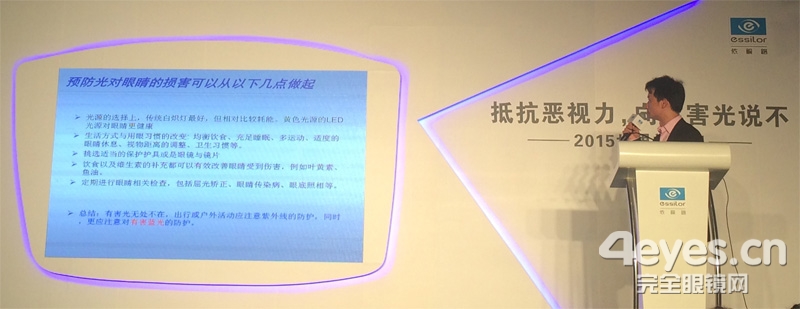 预防光对眼睛的损害可以从以下几点做起
光源的选择上，传统白炽灯最好，但相对比较耗能、黄色光源的LED
光源对眼睛更健康
生活方式与用眼习惯的改变 均衡饮食、充足睡眠、多运动、适度的
眼睛休息、视物距离的调整、卫生习惯等。
挑选适当的保护护具或是眼镜与镜片
饮食以及维生素的补充都可以有效改善眼睛受到伤害，例如叶黄素、
鱼油。
定期进行眼睛相关检查，包括屈光矫正、眼睛传染病、眼底照相等。
总结：有害光无处不在，出行或户外活动应注意紫外线的防护，同时
，更应注意对有害蓝光的防护。
essilor
依视路
抵抗恶视力，害光说不
2015
essilor
依视路
4eyes.cn
完全眼镜网